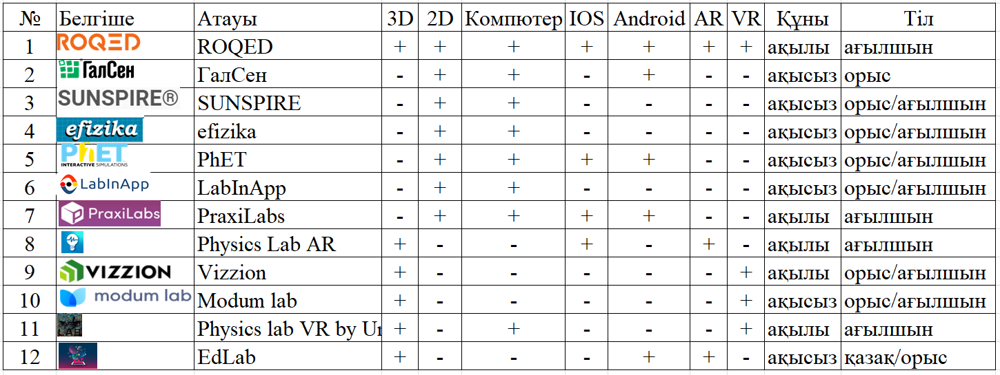 № Белгіше Атауы 3D 2D Компютер IOS Android AR VR Құны Тіл
1 ROQED ROQED + + + + + + + ақылы ағылшын
2 ГалСен ГалСен - + + - + - - ақысыз орыс
3 SUNSPIRE® SUNSPIRE - + + - - - - ақысыз орыс/ағылшын
4 efizika efizika - + + - - - - ақысыз орыс/ағылшын
5 PhET INTERACTIVE SIMULATIONS PhET - + + + + - - ақысыз орыс/ағылшын
6 LabInApp LabInApp - + + - - - - ақысыз орыс/ағылшын
7 PraxiLabs PraxiLabs - + + + + - - ақылы ағылшын
8 Physics Lab AR + - - + - + - ақылы ағылшын
9 VIZZION Vizzion + - - - - - + ақылы орыс/ағылшын
10 modum lab Modum lab + - - - - - + ақысыз орыс/ағылшын
11 LAB Physics lab VR by Un + - + - - - + ақылы ағылшын
12 EdLab + - - - + + - ақысыз қазақ/орыс